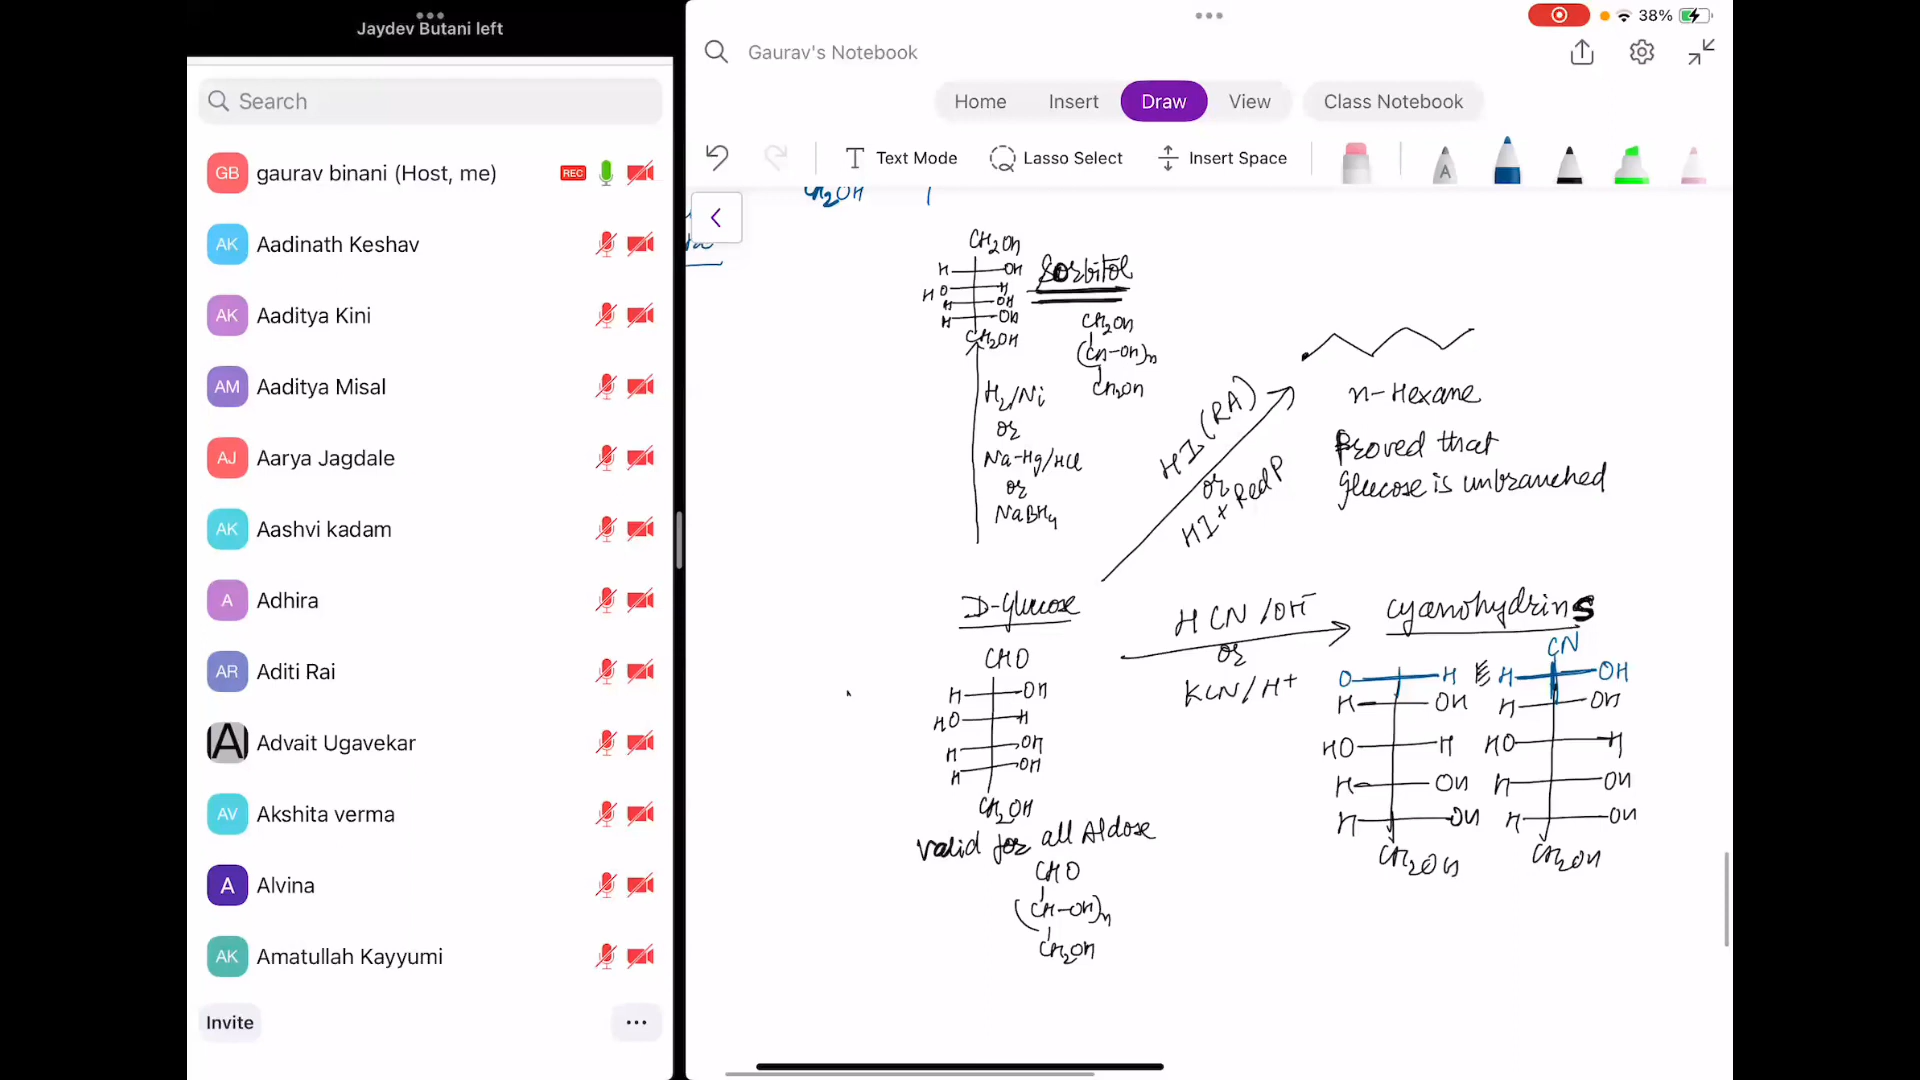 Jaydev Butani left
Search
GB gaurav binani (Host, me) REC
AK Aadinath Keshav
AK Aaditya Kini
AM Aaditya Misal
AJ Aarya Jagdale
AK Aashvi kadam
A Adhira
AR Aditi Rai
A Advait Ugavekar
AV Akshita verma
A Alvina
AK Amatullah Kayyumi
Invite
38%
Gaurav's Notebook
Home Insert Draw View Class Notebook
Text Mode Lasso Select Insert Space A
CH2OH
CH2OH
H OH
HO H
H OH
H OH
CH2OH
Sorbitol
CH2OH
(CH-OH)n
CH2OH
H2/Ni
or
Na-Hg/HCl
or
NaBH4
HI (RA)
or
HI + Red P
n-Hexane
Proved that
Glucose is unbranched
D-Glucose
CHO
H OH
HO H
H OH
H OH
CH2OH
valid for all Aldose
CHO
(CH-OH)n
CH2OH
HCN/OH-
or
KCN/H+
cyanohydrins
O H
H OH
HO H
H OH
H OH
CH2OH
CN
H OH
H OH
HO H
H OH
H OH
CH2OH